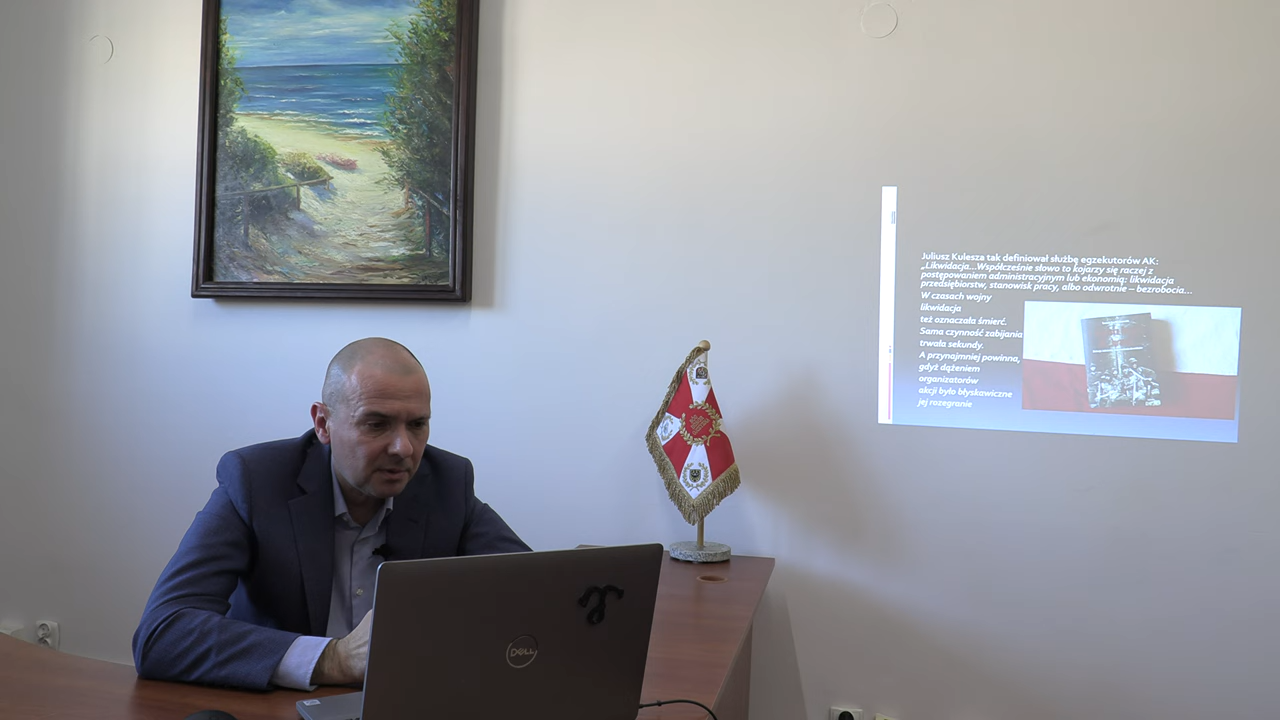 Juliusz Kulesza tak definiował służbę egzekutorów AK:
„Likwidacja...Współcześnie słowo to kojarzy się raczej z
postępowaniem administracyjnym lub ekonomią: likwidacja
przedsiębiorstw, stanowisk pracy, albo odwrotnie – bezrobocia...
W czasach wojny
likwidacja
też oznaczała śmierć.
Sama czynność zabijania
trwała sekundy.
A przynajmniej powinna,
gdyż dążeniem
organizatorów
akcji było błyskawiczne
jej rozegranie
DELL